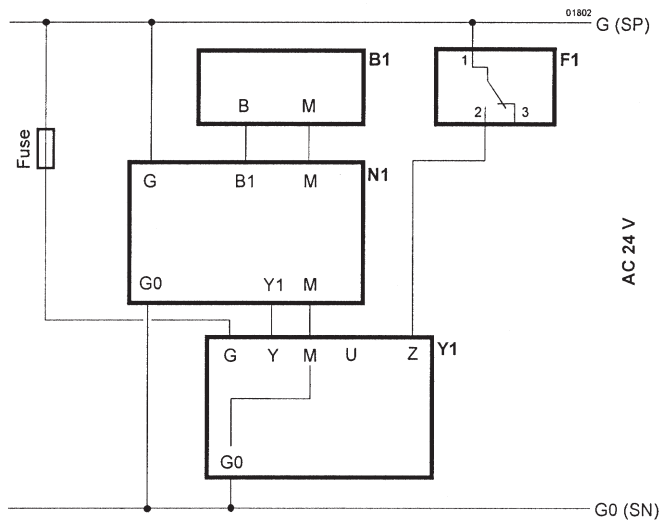 01802
G (SP)
B1
1
F1
B M
2 3
Fuse
G B1 M
N1
AC 24 V
G0 Y1 M
G Y M U Z
Y1
G0
G0 (SN)